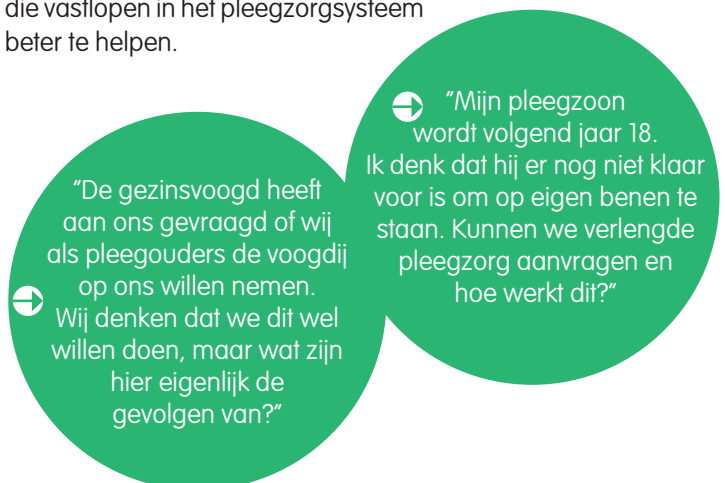 die vastlopen in het pleegzorgsysteem
beter te helpen.
"De gezinsvoogd heeft
aan ons gevraagd of wij
als pleegouders de voogdij
op ons willen nemen.
Wij denken dat we dit wel
willen doen, maar wat zijn
hier eigenlijk de
gevolgen van?"
"Mijn pleegzoon
wordt volgend jaar 18.
Ik denk dat hij er nog niet klaar
voor is om op eigen benen te
staan. Kunnen we verlengde
pleegzorg aanvragen en
hoe werkt dit?"